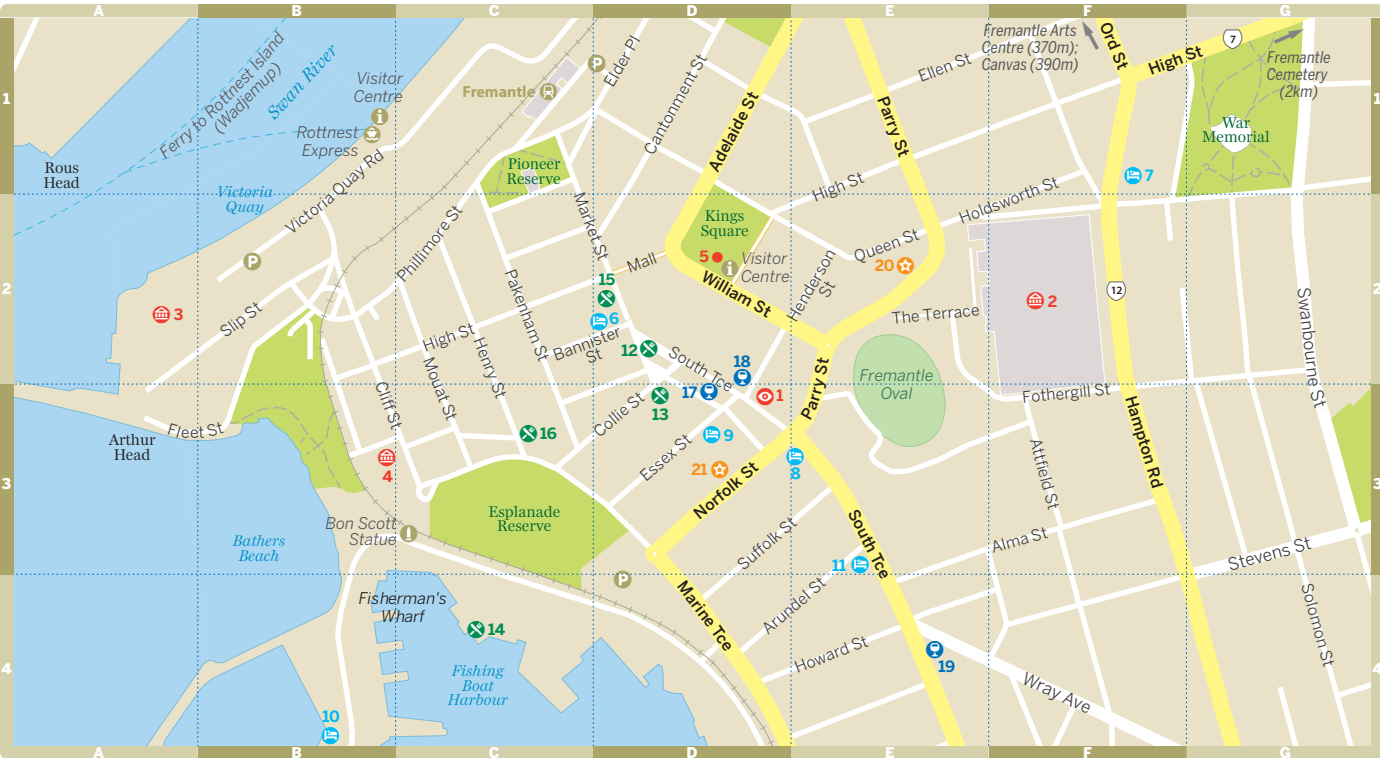 A
B
C
D
E
F
G
1
1
2
2
3
3
4
4
A
B
C
D
E
F
G
Ferry to Rottnest Island
(Wadjemup)
Swan River
Visitor
Centre
Rottnest
Express
Fremantle
P
Elder Pl
Cantonment St
Adelaide St
Parry St
Ellen St
Fremantle Arts
Centre (370m);
Canvas (390m)
Ord St
High St
7
Fremantle
Cemetery
(2km)
War
Memorial
Rous
Head
Victoria
Quay
Victoria Quay Rd
Pioneer
Reserve
7
High St
Holdsworth St
Kings
Square
Market St
Phillimore St
P
Mall
5
Visitor
Centre
Queen St
20
Henderson
St
William St
15
6
Pakenham St
Bannister
St
12
South Tce
18
17
1
13
3
Slip St
High St
Henry St
Mouat St
Cliff St
The Terrace
2
12
Swanbourne St
Fremantle
Oval
Parry St
Fothergill St
Hampton Rd
Fleet St
Arthur
Head
Collie St
16
Essex St
9
21
8
Norfolk St
4
Esplanade
Reserve
Attfield St
Bon Scott
Statue
Bathers
Beach
Suffolk St
South Tce
11
Alma St
Stevens St
P
Marine Tce
Arundel St
Fisherman's
Wharf
14
Fishing
Boat
Harbour
Howard St
19
Wray Ave
Solomon St
10